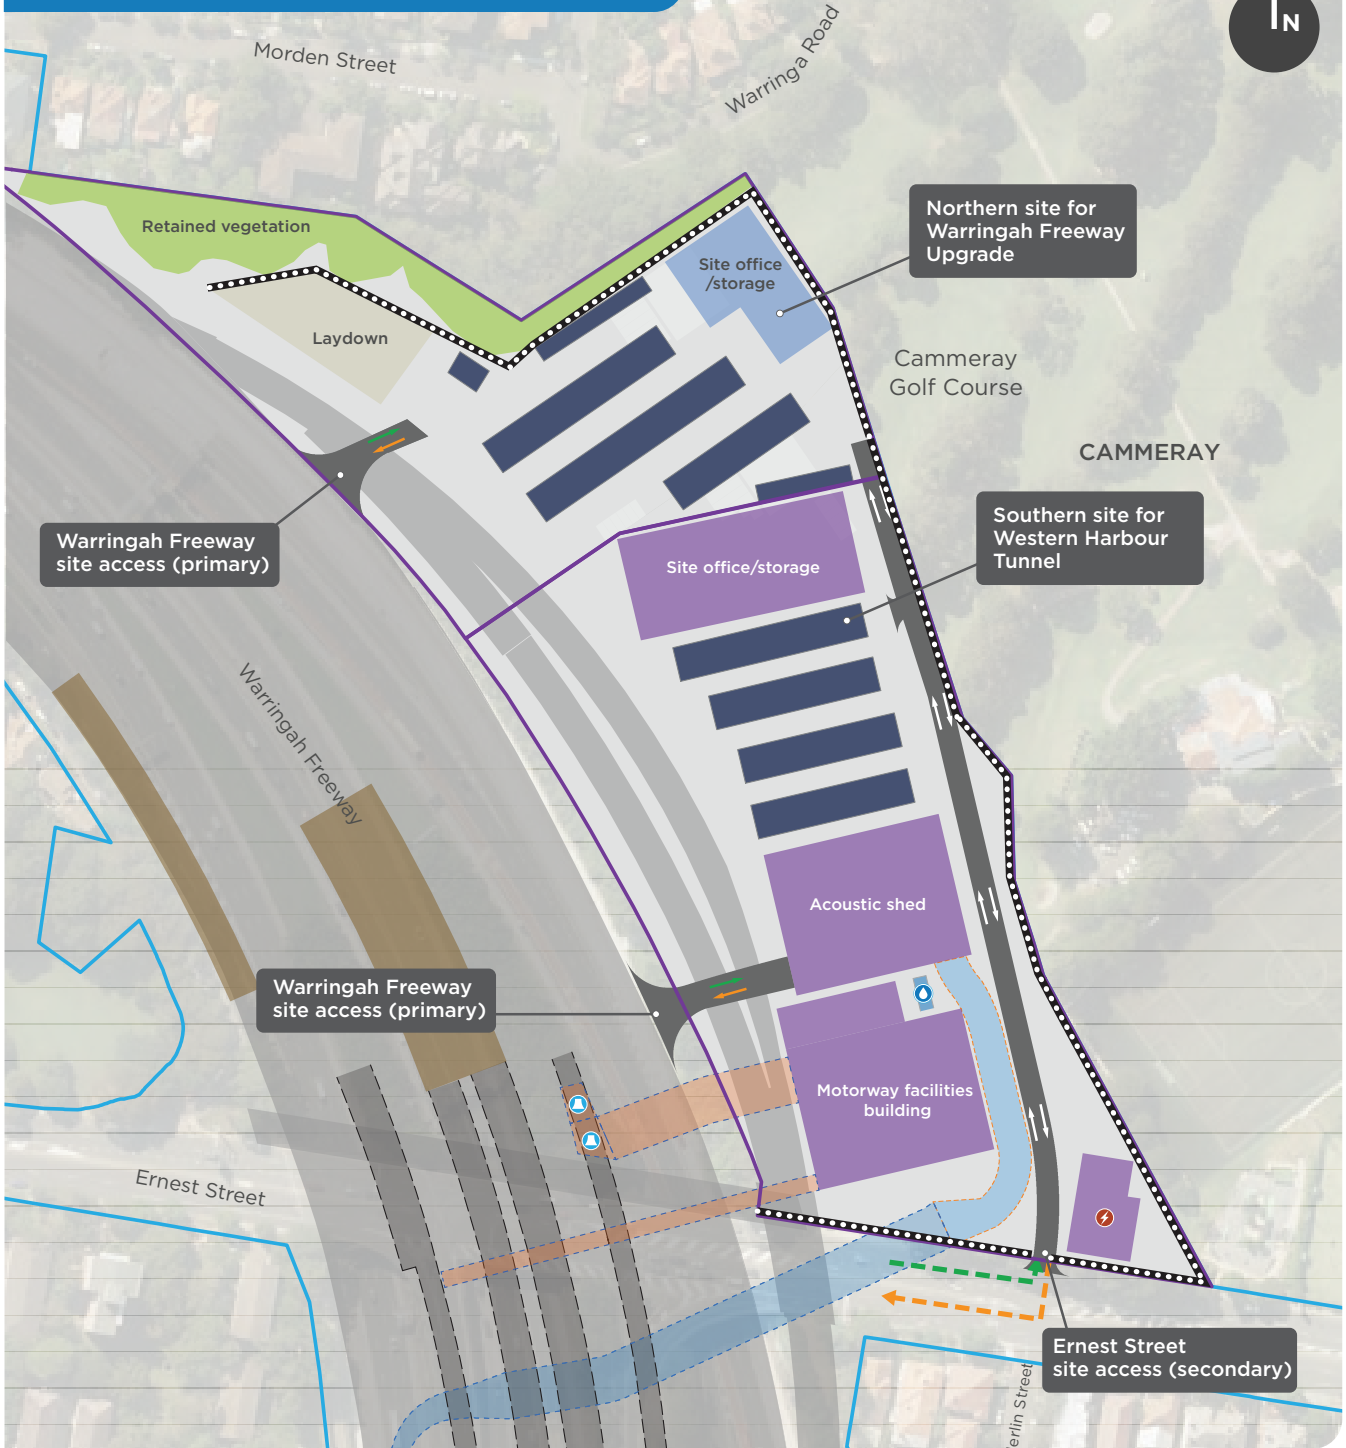 N
Morden Street
Warringa Road
Northern site for
Warringah Freeway
Upgrade
Retained vegetation
Site office
/storage
Laydown
Cammeray
Golf Course
CAMMERAY
Southern site for
Western Harbour
Tunnel
Warringah Freeway
site access (primary)
Site office/storage
Warringah Freeway
Acoustic shed
Warringah Freeway
site access (primary)
Motorway facilities
building
Ernest Street
Ernest Street
site access (secondary)
Street